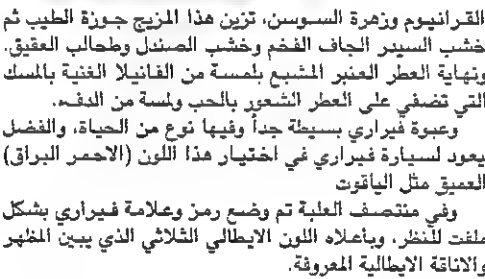 القرانيوم وزهرة السوسن، تزين هذا المزيج جوزة الطيب ثم
خشب السيدر الجاف الفخم وخشب الصندل وطحالب العقيق.
ونهاية العطر العنبر المشبع بلمسة من الفانيلا الغنية بالمسك
التي تضفي على العطر الشعور بالحب ولمسة من الدفء.
وعبوة فيراري بسيطة جداً وفيها نوع من الحياة، والفضل
يعود لسيارة فيراري في اختيار هذا اللون (الاحمر البراق)
العميق مثل الياقوت
وفي منتصف العلبة تم وضع رمز وعلامة فيراري بشكل
ملفت للنظر، وبأعلاه اللون الايطالي الثلاثي الذي يبين المظهر
والاناقة الايطالية المعروفة.